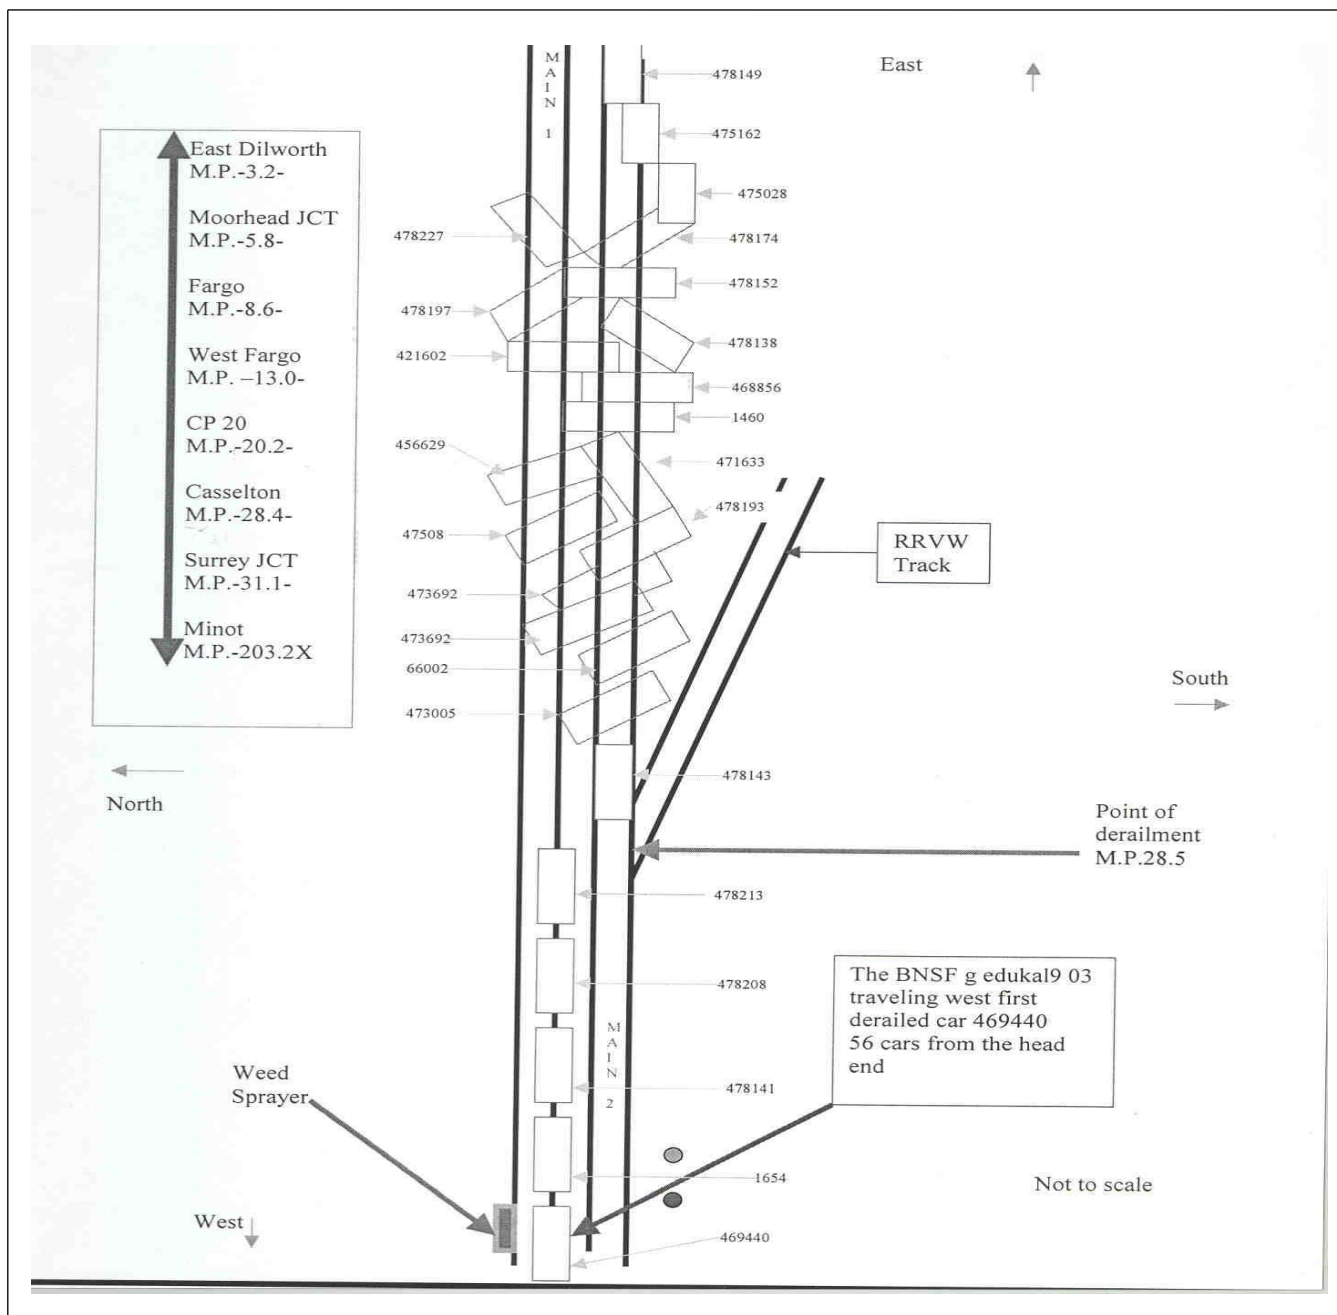 East
MAIN 1
478149
475162
475028
478227
478174
478152
478197
478138
421602
468856
1460
456629
471633
478193
47508
473692
473692
66002
473005
478143
478213
478208
478141
1654
469440
East Dilworth
M.P.-3.2-
Moorhead JCT
M.P.-5.8-
Fargo
M.P.-8.6-
West Fargo
M.P. –13.0-
CP 20
M.P.-20.2-
Casselton
M.P.-28.4-
Surrey JCT
M.P.-31.1-
Minot
M.P.-203.2X
RRVW
Track
South
North
Point of
derailment
M.P.28.5
The BNSF g edukal9 03
traveling west first
derailed car 469440
56 cars from the head
end
MAIN 2
Weed
Sprayer
West
Not to scale